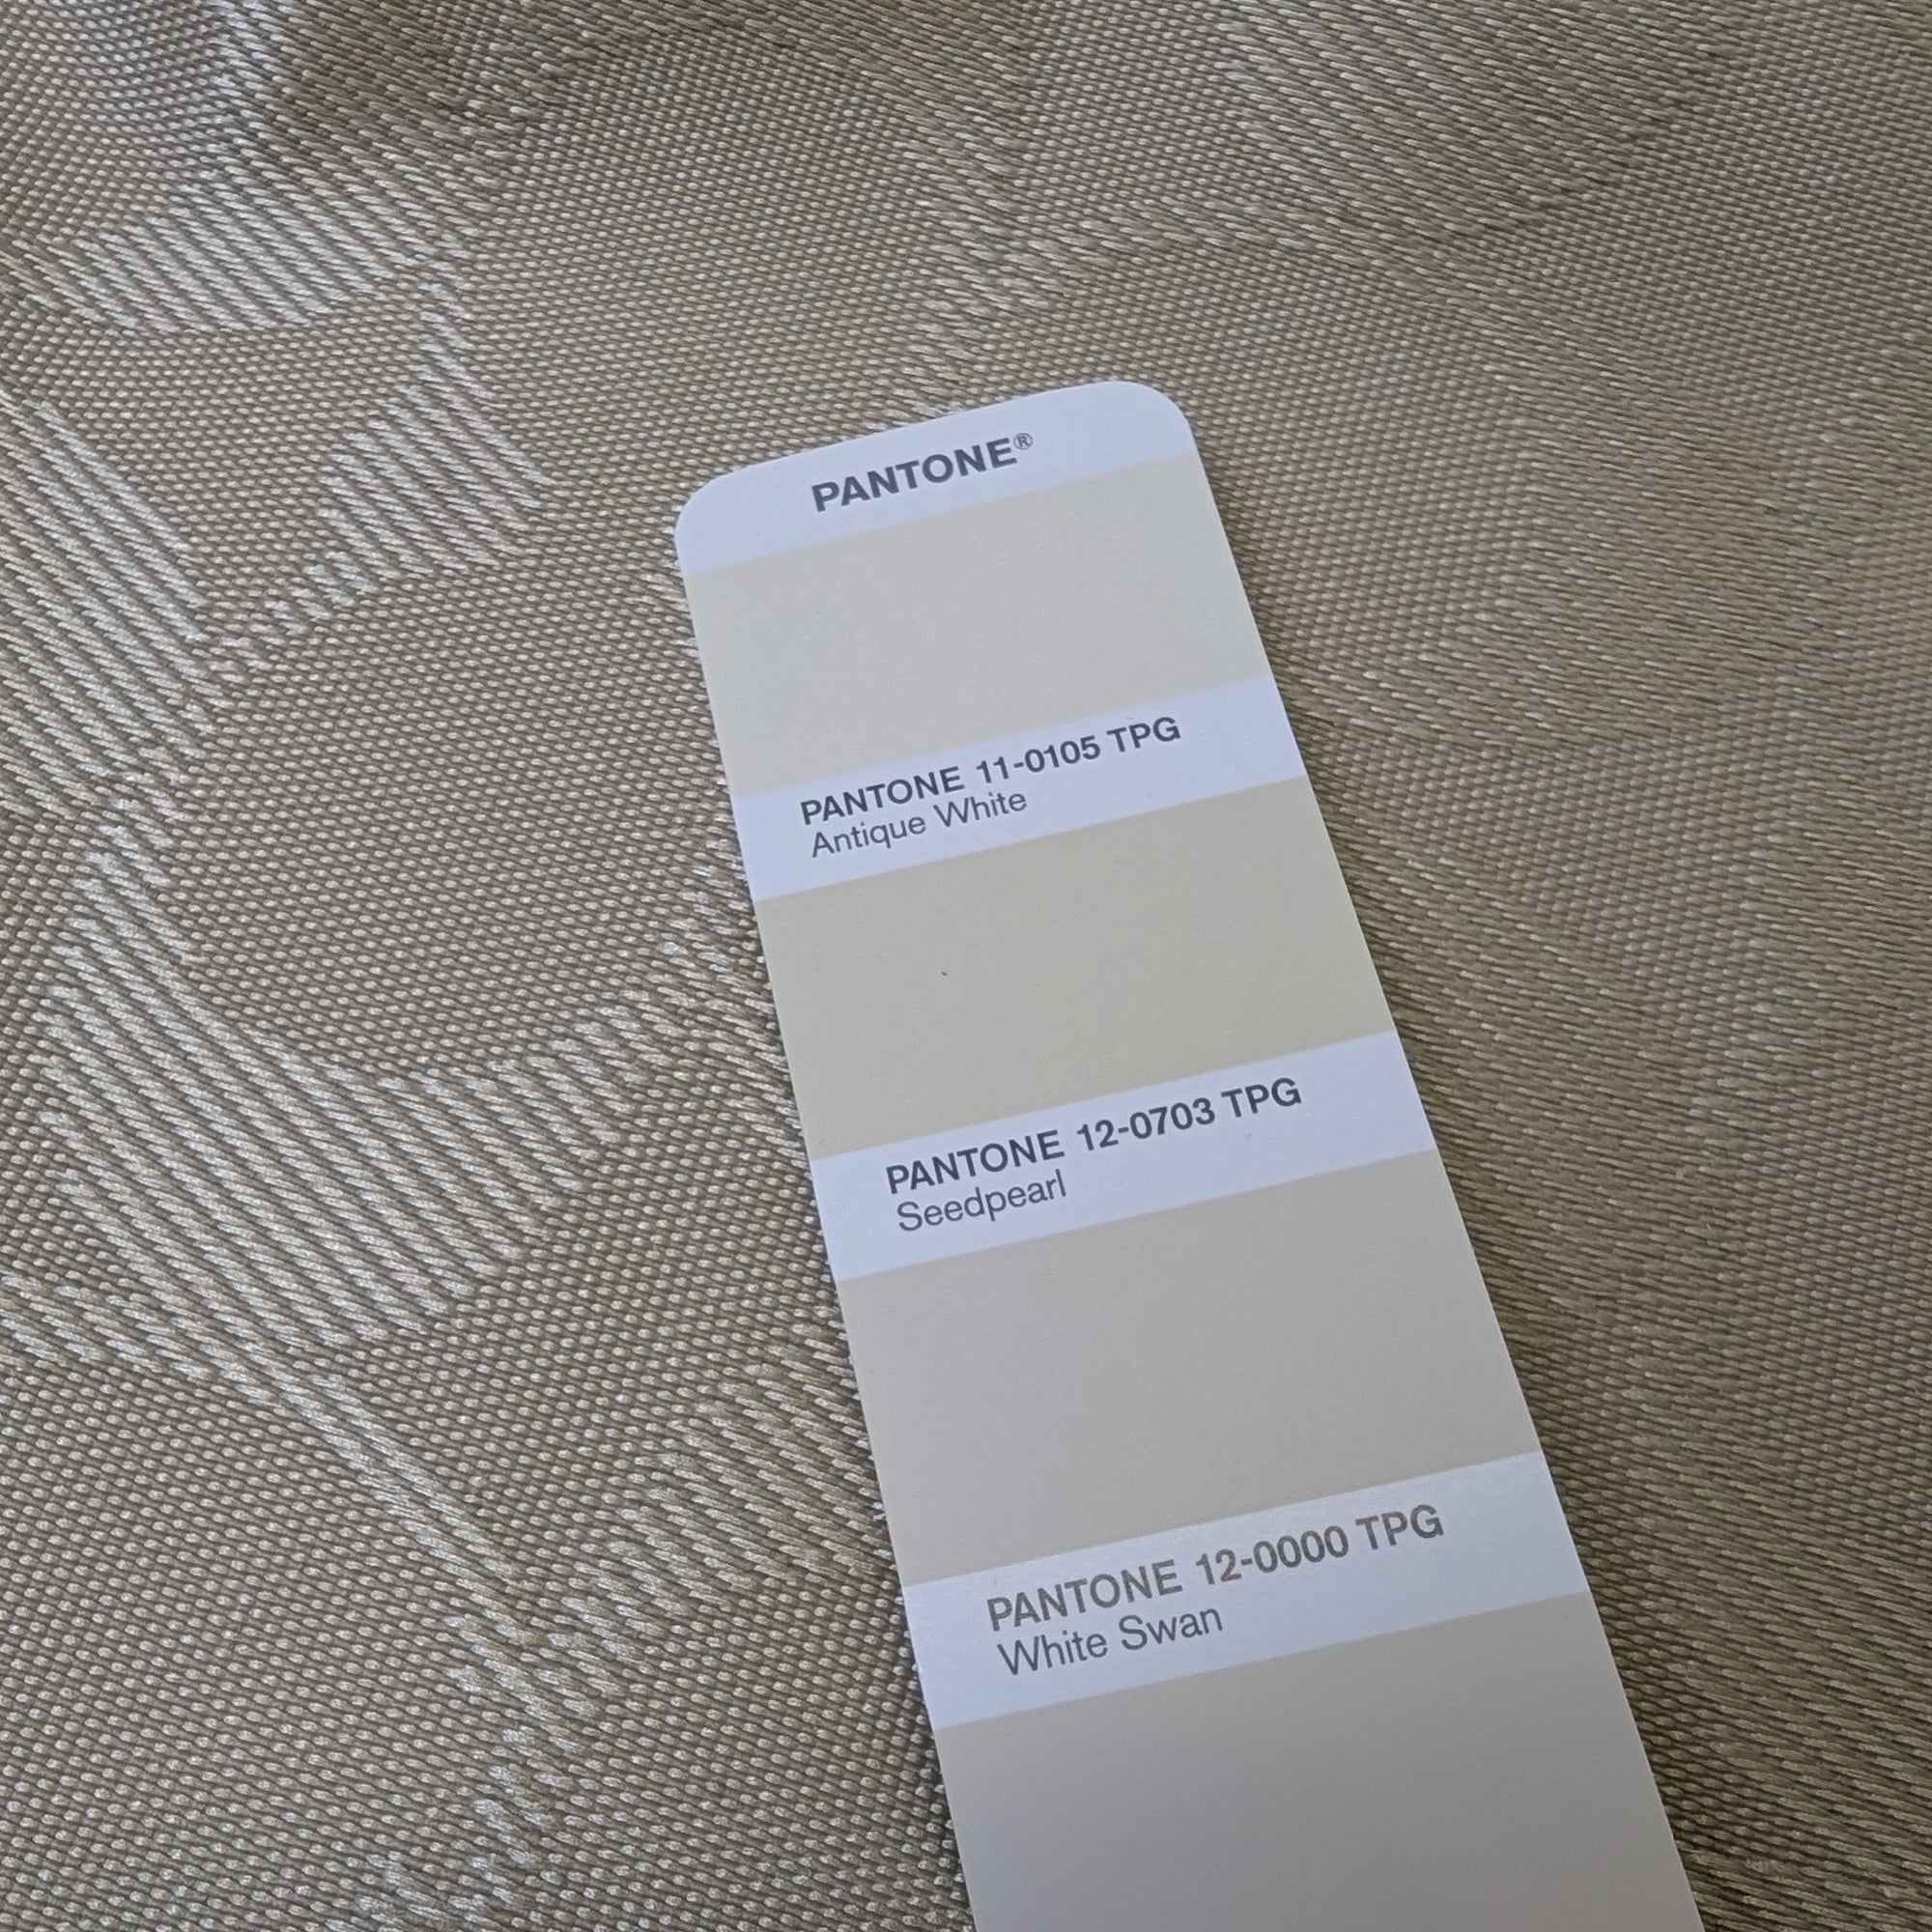 PANTONE®
PANTONE 11-0105 TPG
Antique White
PANTONE 12-0703 TPG
Seedpearl
PANTONE 12-0000 TPG
White Swan